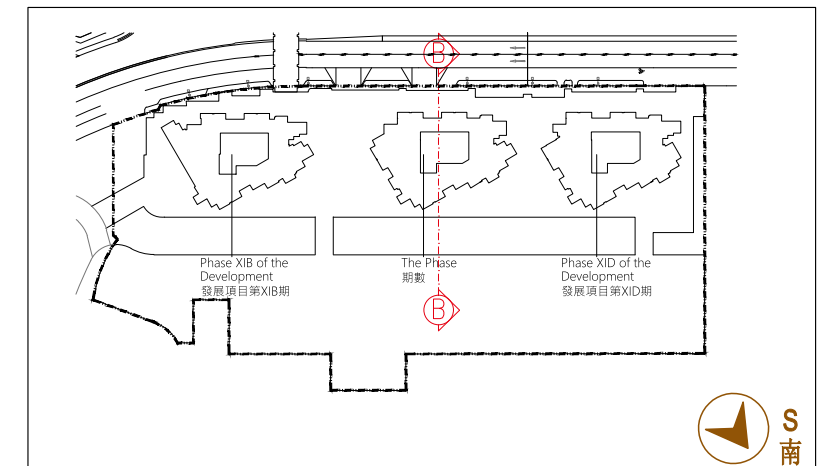 B
Phase XIB of the
Development
發展項目第XIB期
The Phase
期數
Phase XID of the
Development
發展項目第XID期
B
S
南